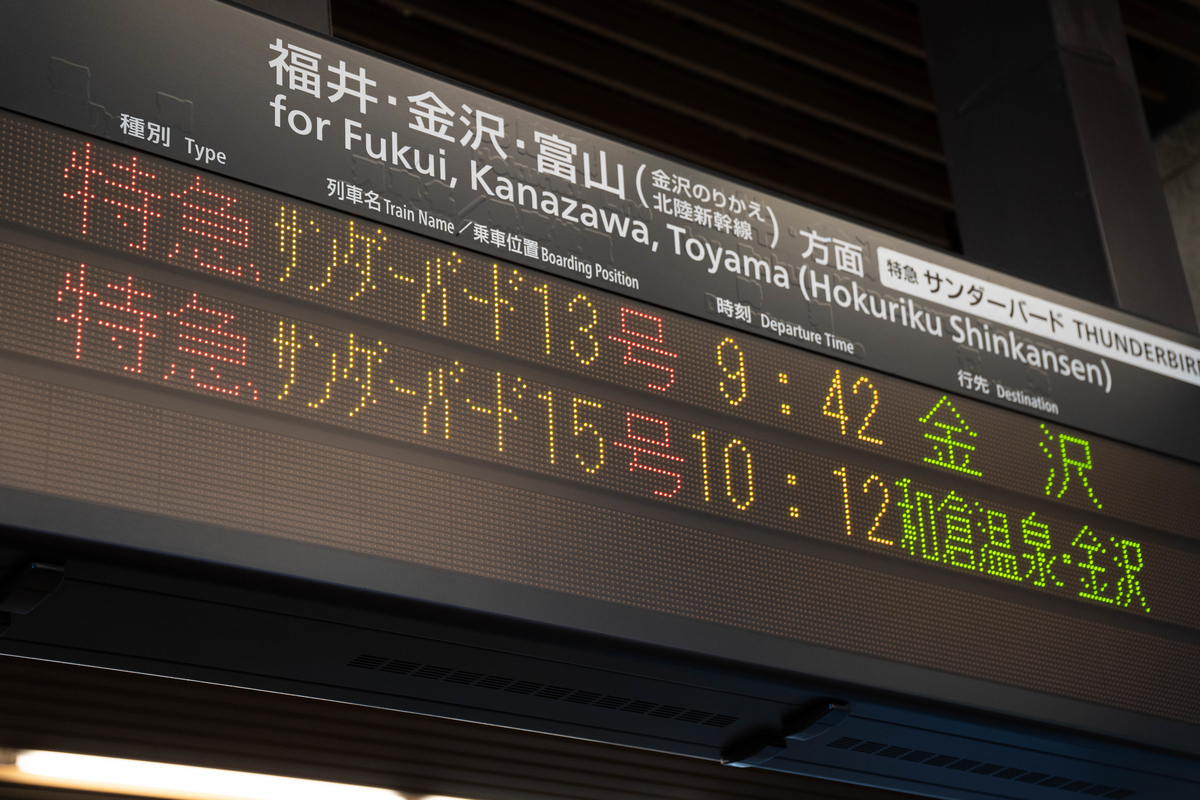 福井・金沢・富山(金沢のりかえ 北陸新幹線)方面 特急 サンダーバード THUNDERBIR
for Fukui, Kanazawa, Toyama (Hokuriku Shinkansen)
種別 Type 列車名 Train Name／乗車位置 Boarding Position 時刻 Departure Time 行先 Destination
特急 サンダーバード13号 9:42 金沢
特急 サンダーバード15号 10:12 和倉温泉・金沢